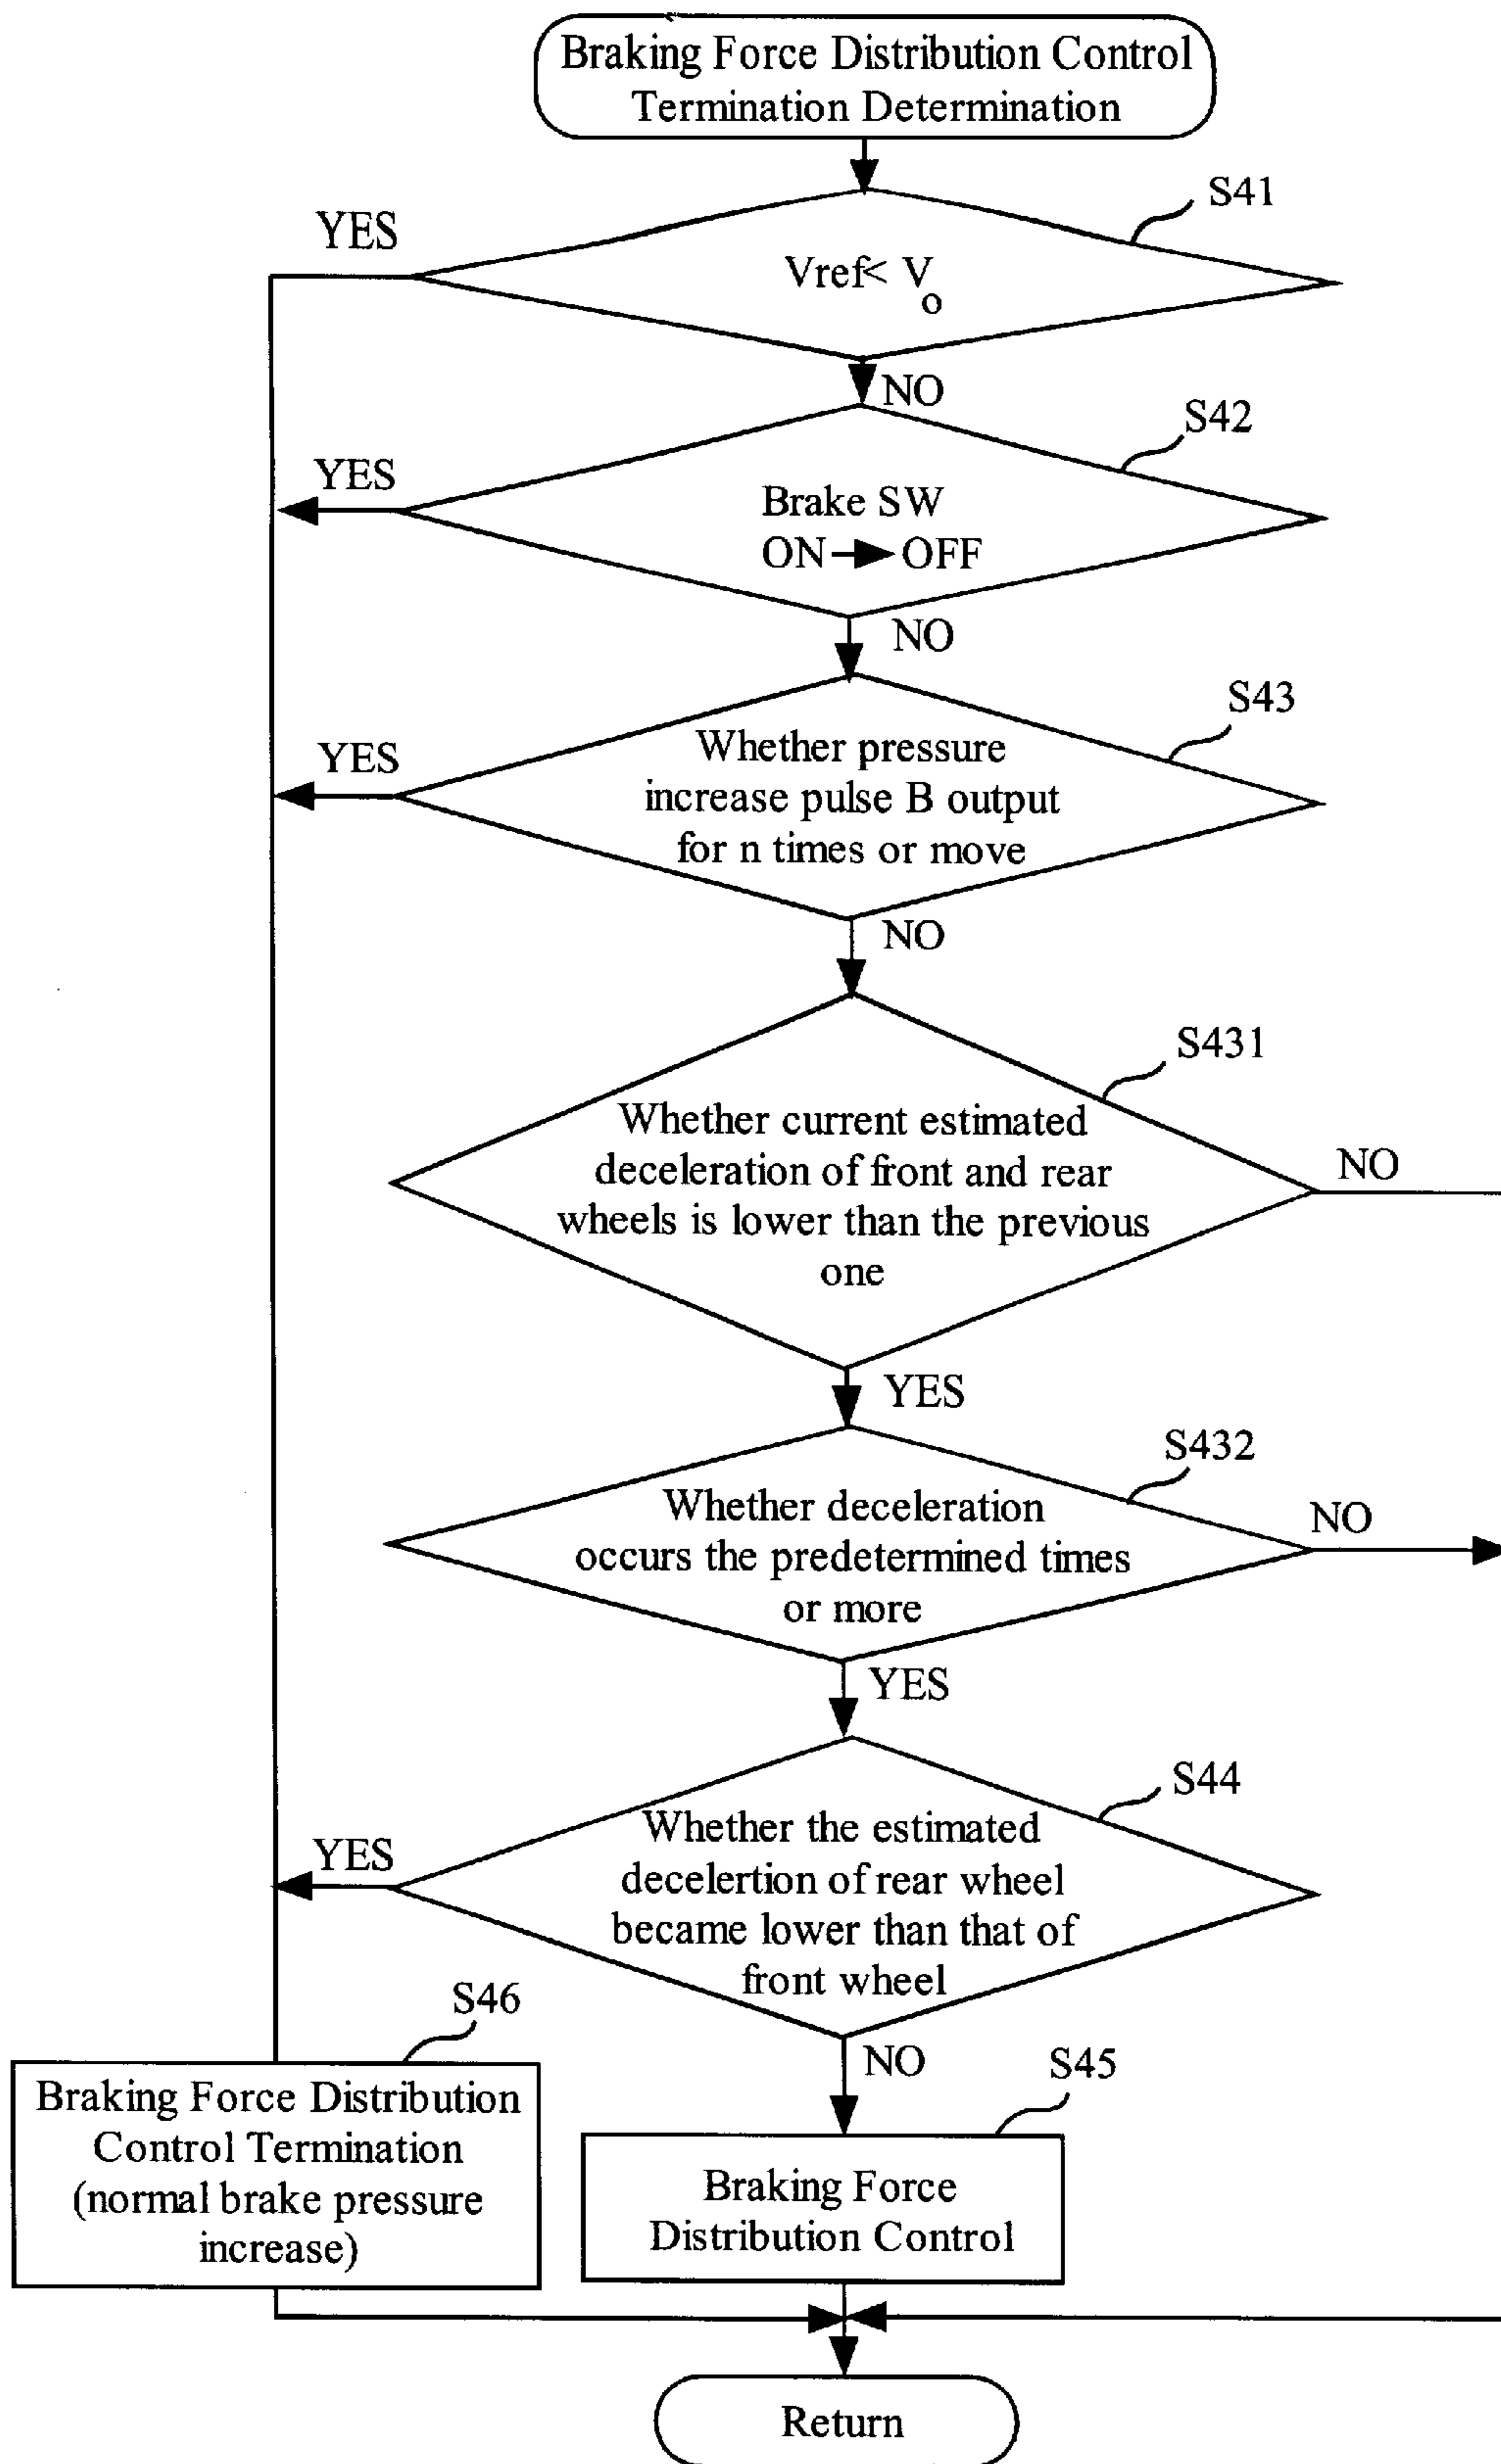 Braking Force Distribution Control
Termination Determination
S41
YES
Vref< Vo
NO
S42
YES
Brake SW
ON → OFF
NO
S43
YES
Whether pressure
increase pulse B output
for n times or move
NO
S431
Whether current estimated
deceleration of front and rear
wheels is lower than the previous
one
NO
YES
S432
Whether deceleration
occurs the predetermined times
or more
NO
YES
S44
Whether the estimated
decelertion of rear wheel
became lower than that of
front wheel
YES
S46
NO
S45
Braking Force Distribution
Control Termination
(normal brake pressure
increase)
Braking Force
Distribution Control
Return